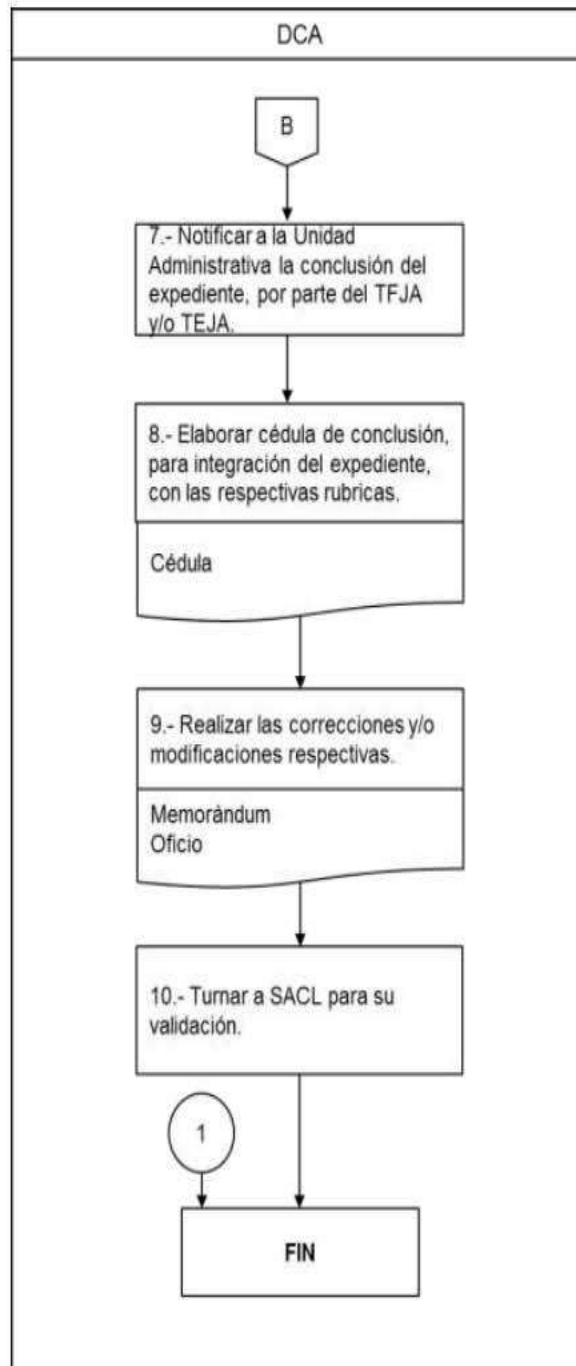 DCA
B
7.- Notificar a la Unidad
Administrativa la conclusión del
expediente, por parte del TFJA
y/o TEJA.
8.- Elaborar cédula de conclusión,
para integración del expediente,
con las respectivas rubricas.
Cédula
9.- Realizar las correcciones y/o
modificaciones respectivas.
Memoràndum
Oficio
10.- Turnar a SACL para su
validación.
1
FIN